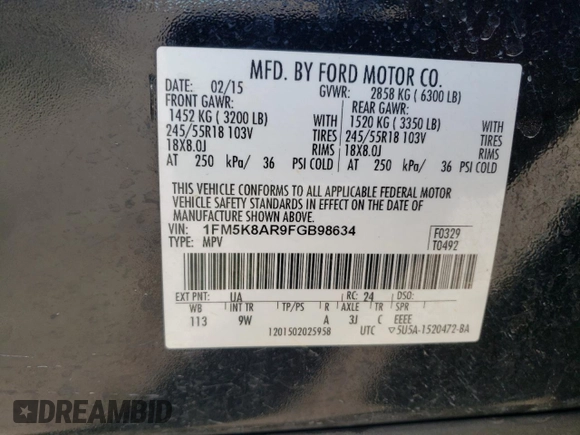 MFD. BY FORD MOTOR CO.
DATE: 02/15 GVWR: 2858 KG ( 6300 LB)
FRONT GAWR: REAR GAWR:
1452 KG ( 3200 LB) WITH 1520 KG ( 3350 LB) WITH
245/55R18 103V TIRES 245/55R18 103V TIRES
18X8.0J RIMS 18X8.0J RIMS
AT 250 kPa/ 36 PSI COLD AT 250 kPa/ 36 PSI COLD
THIS VEHICLE CONFORMS TO ALL APPLICABLE FEDERAL MOTOR
VEHICLE SAFETY STANDARDS IN EFFECT ON THE DATE OF
MANUFACTURE SHOWN ABOVE.
VIN: 1FM5K8AR9FGB98634 F0329
TYPE: MPV T0492
EXT PNT: UA RC: 24 DSO:
WB INT TR TP/PS R AXLE TR SPR
113 9W A 3J C EEEE
1201502025958 UTC ▽5U5A-1520472-BA
DREAMBID